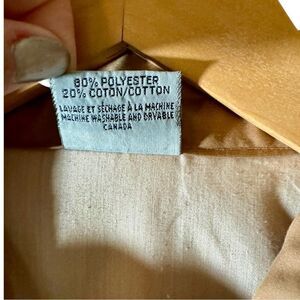 80% POLYESTER
20% COTON/COTTON
LAVAGE ET SÉCHAGE À LA MACHINE
MACHINE WASHABLE AND DRYABLE
CANADA